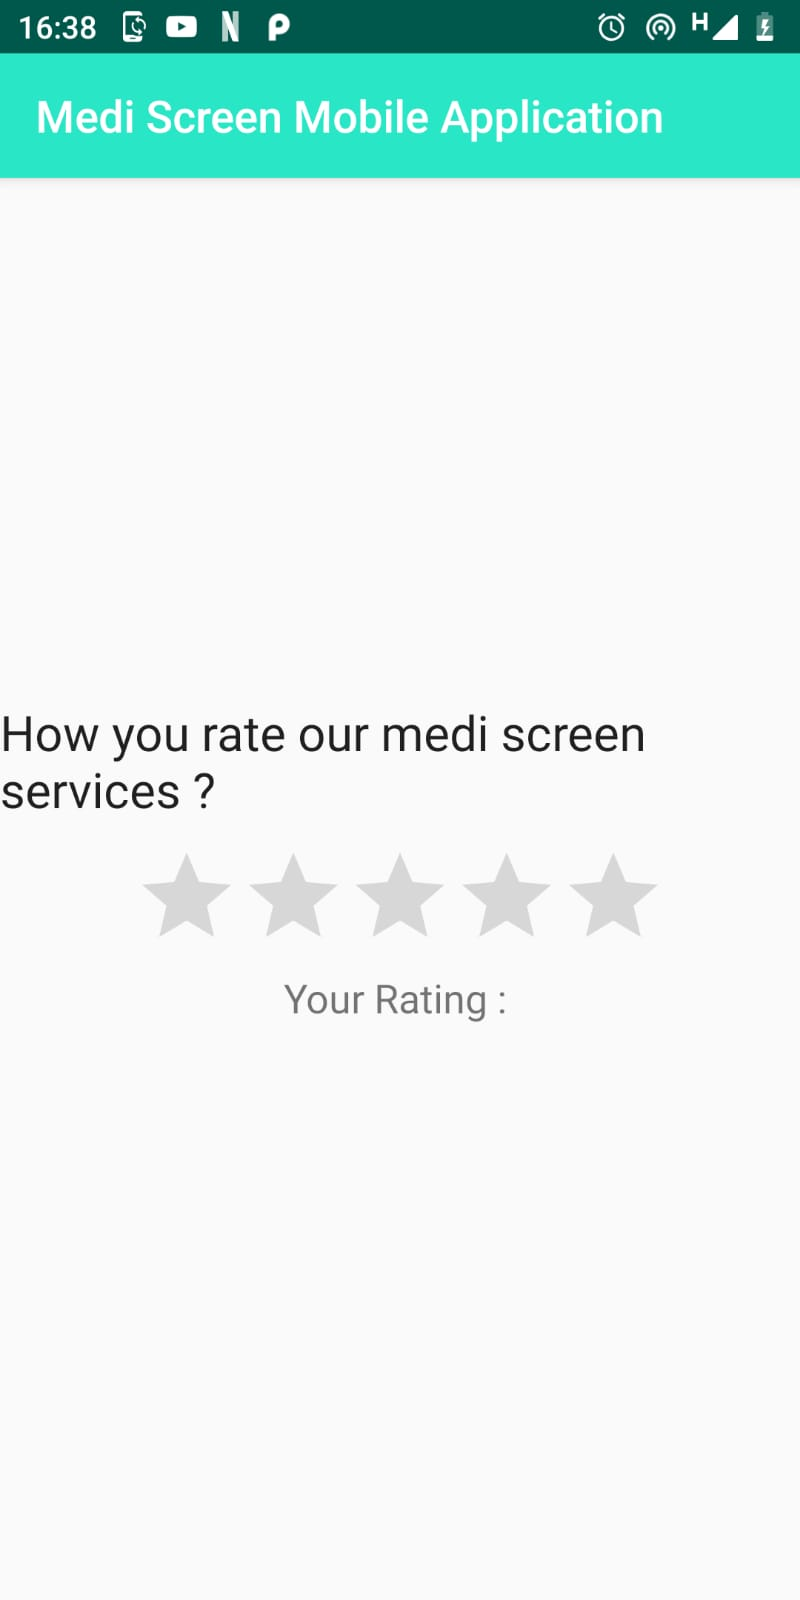 16:38
H
Medi Screen Mobile Application
How you rate our medi screen
services ?
Your Rating :